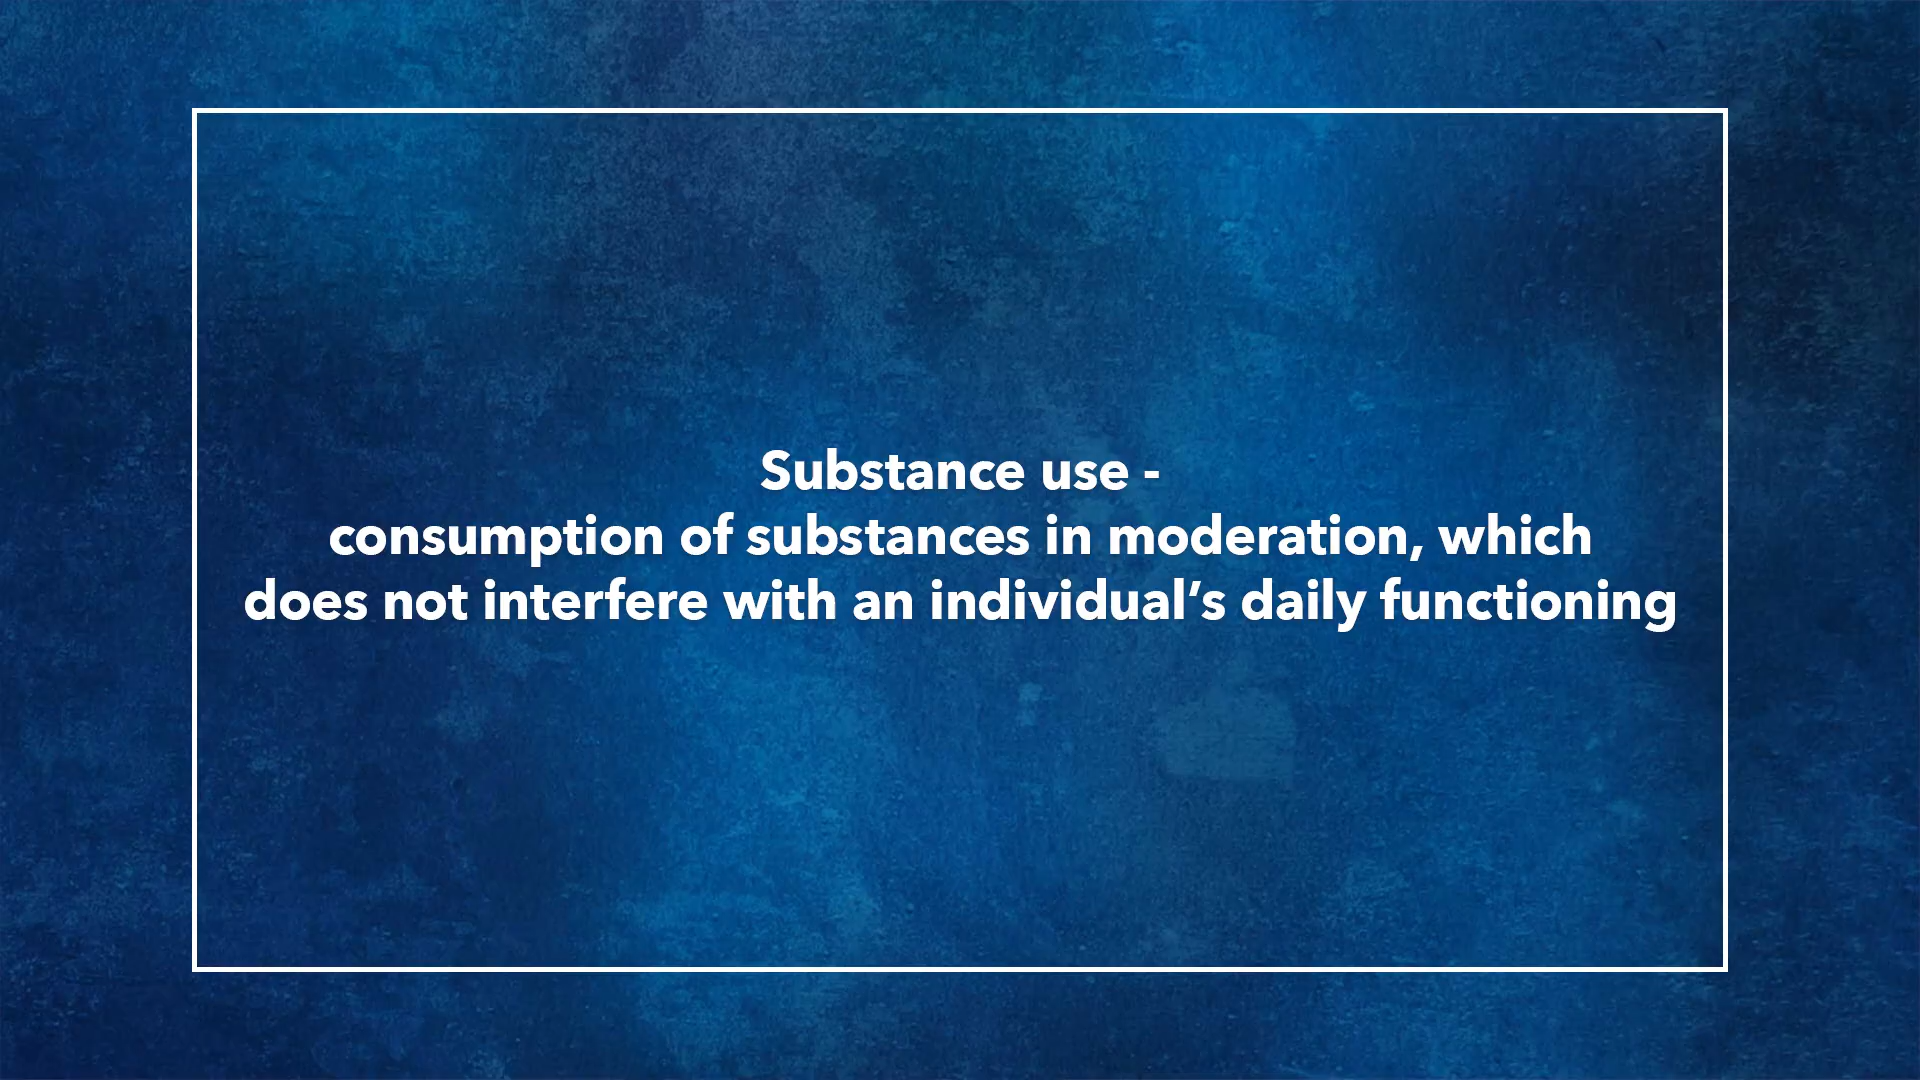 Substance use -
consumption of substances in moderation, which
does not interfere with an individual’s daily functioning